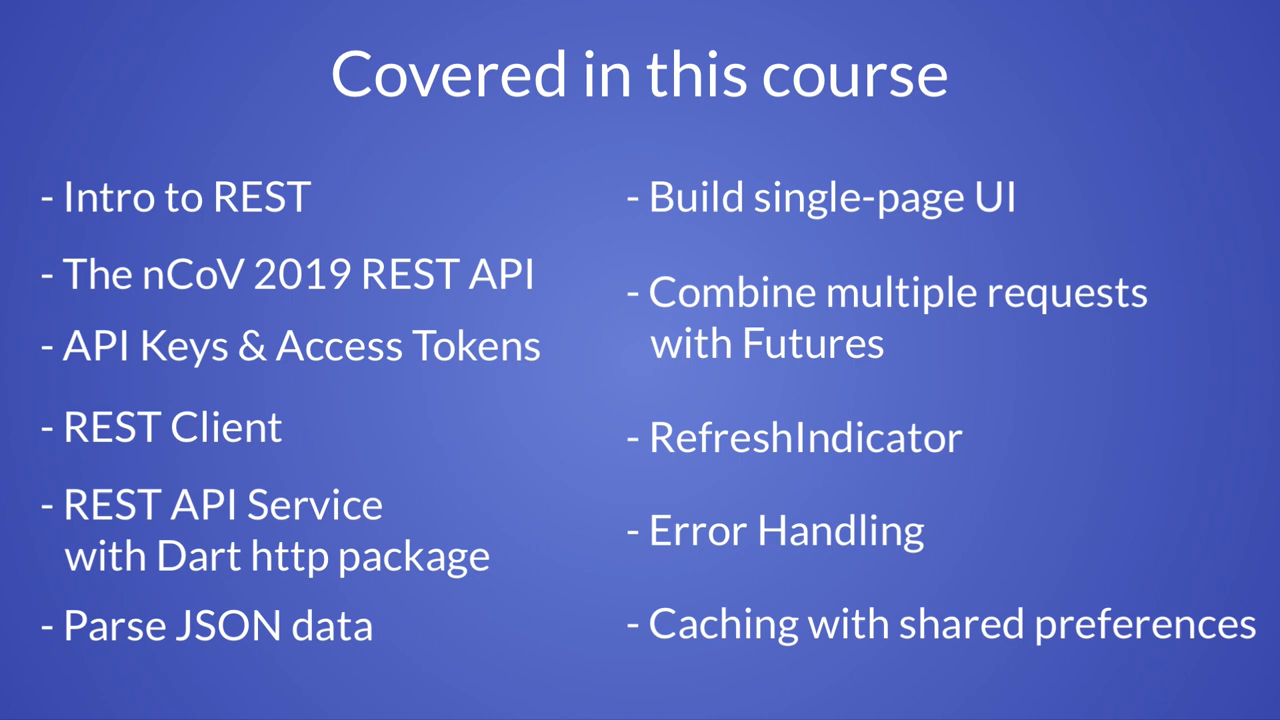 Covered in this course
- Intro to REST
- The nCoV 2019 REST API
- API Keys & Access Tokens
- REST Client
- REST API Service
with Dart http package
- Parse JSON data
- Build single-page UI
- Combine multiple requests
with Futures
- RefreshIndicator
- Error Handling
- Caching with shared preferences